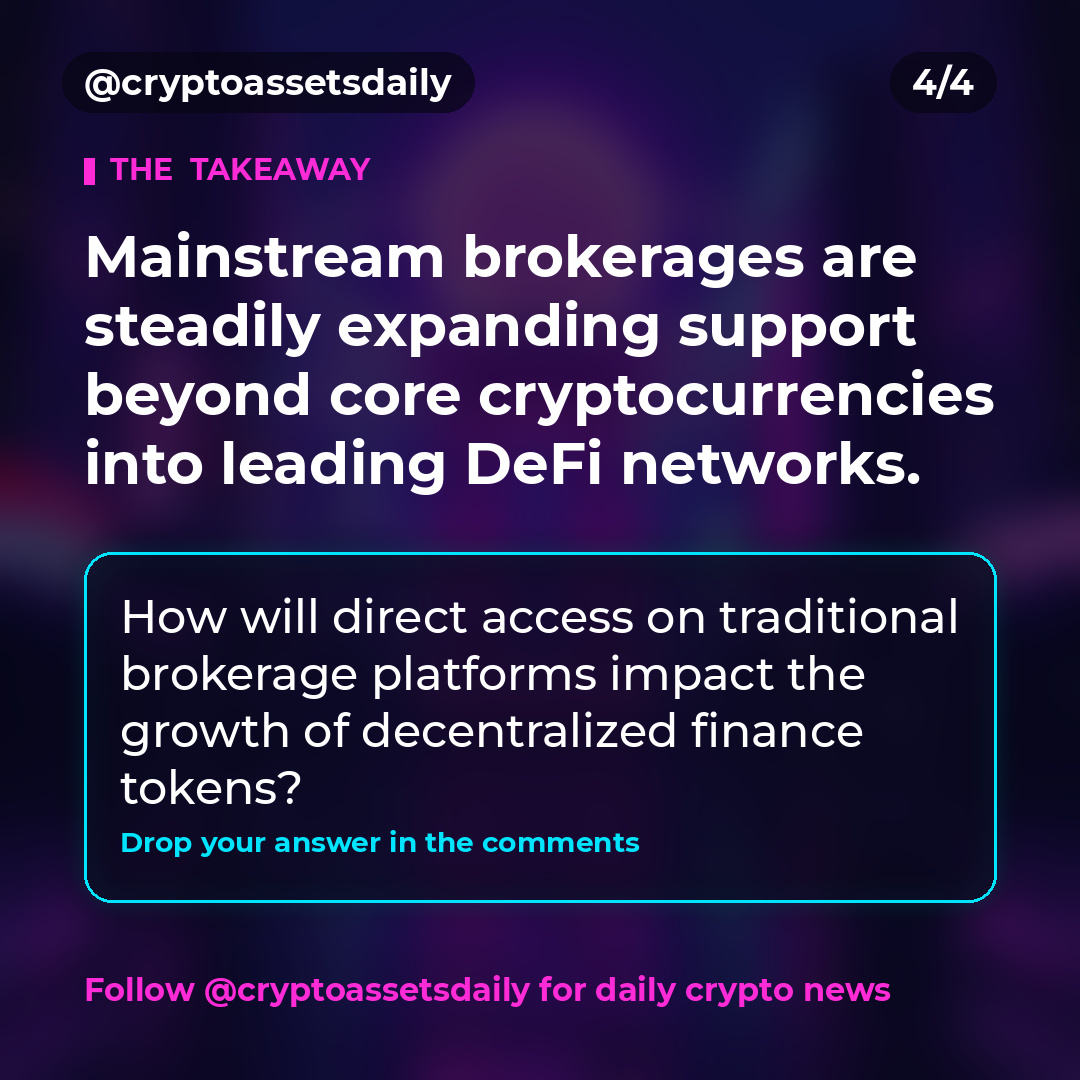 @cryptoassetsdaily
4/4
THE TAKEAWAY
Mainstream brokerages are
steadily expanding support
beyond core cryptocurrencies
into leading DeFi networks.
How will direct access on traditional
brokerage platforms impact the
growth of decentralized finance
tokens?
Drop your answer in the comments
Follow @cryptoassetsdaily for daily crypto news